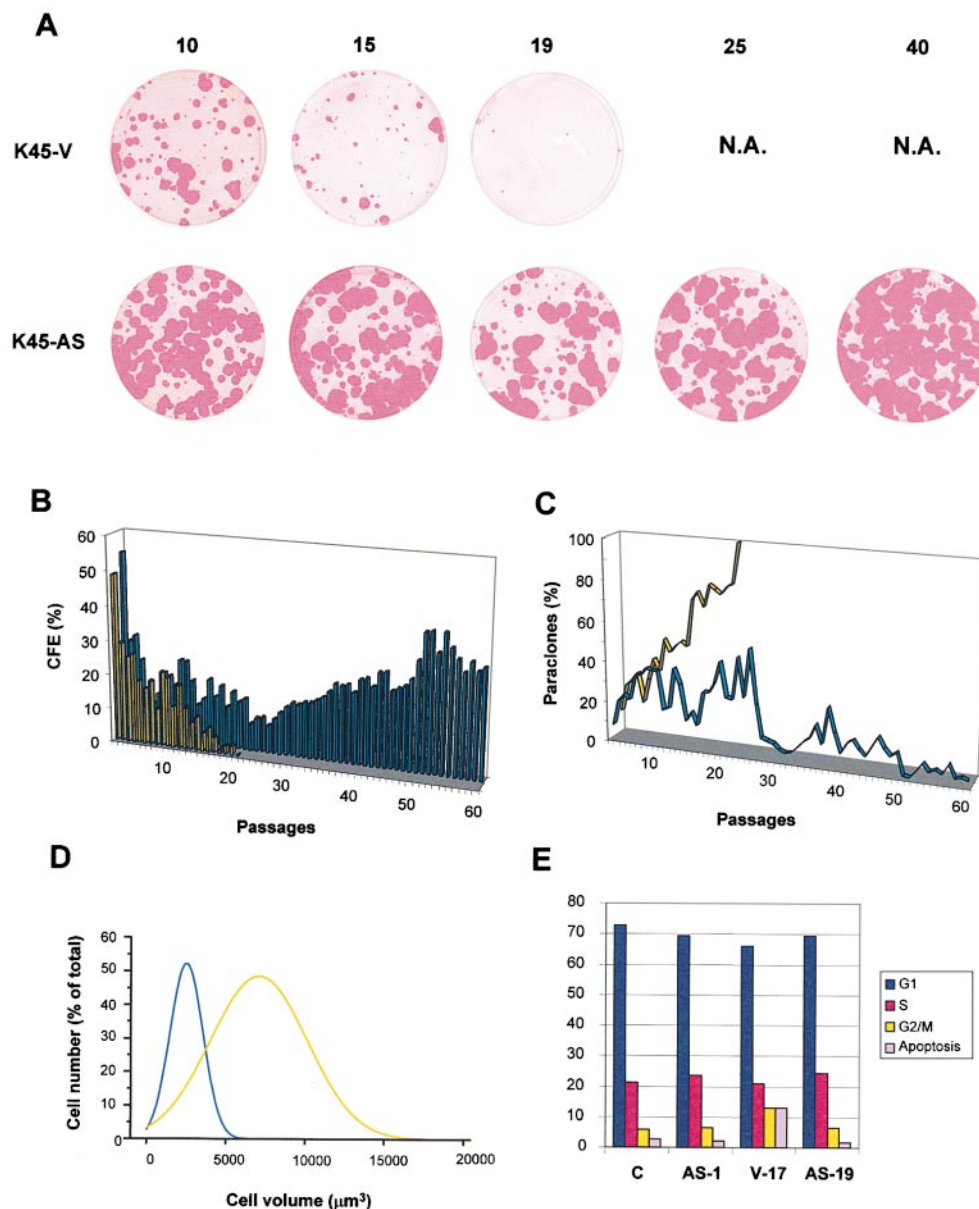 A
10 15 19 25 40
K45-V
N.A. N.A.
K45-AS
B
CFE (%)
60
50
40
30
20
10
0
10 20 30 40 50 60
Passages
C
Paraclones (%)
100
80
60
40
20
0
10 20 30 40 50 60
Passages
D
Cell number (% of total)
60
50
40
30
20
10
0
0 5000 10000 15000 20000
Cell volume (µm³)
E
80
70
60
50
40
30
20
10
0
C AS-1 V-17 AS-19
G1
S
G2/M
Apoptosis